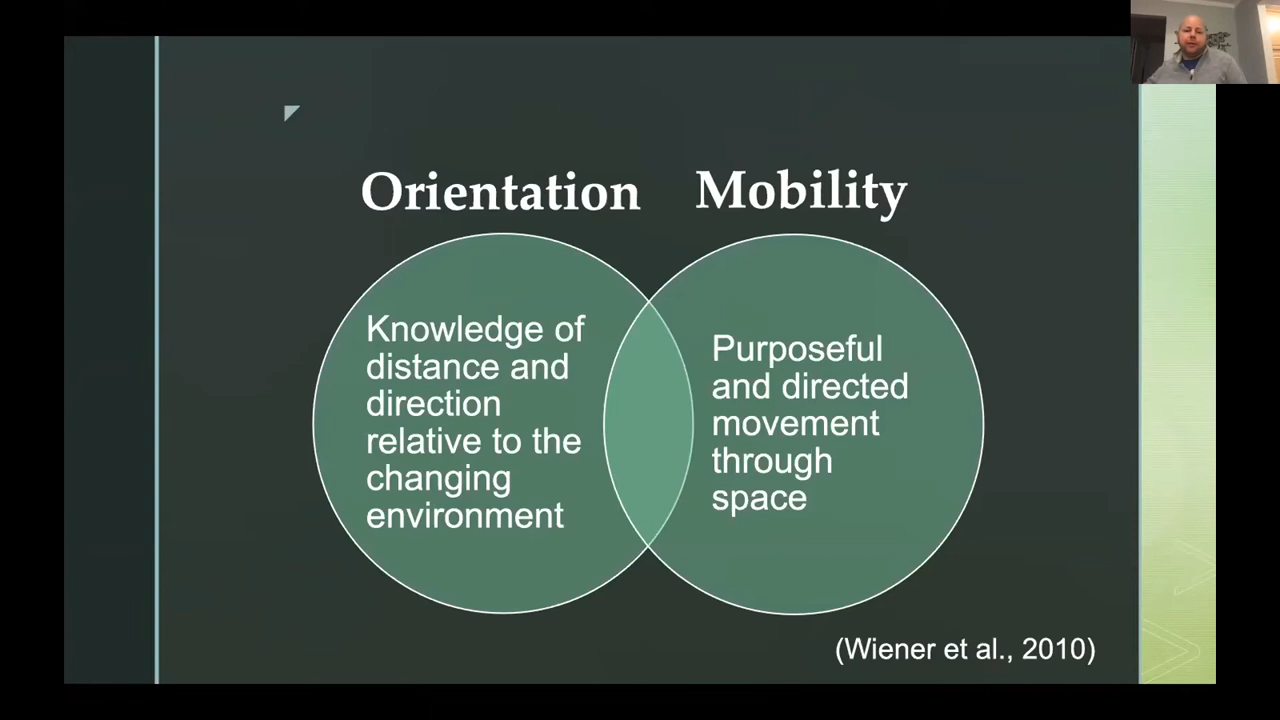 Orientation
Mobility
Knowledge of
distance and
direction
relative to the
changing
environment
Purposeful
and directed
movement
through
space
(Wiener et al., 2010)